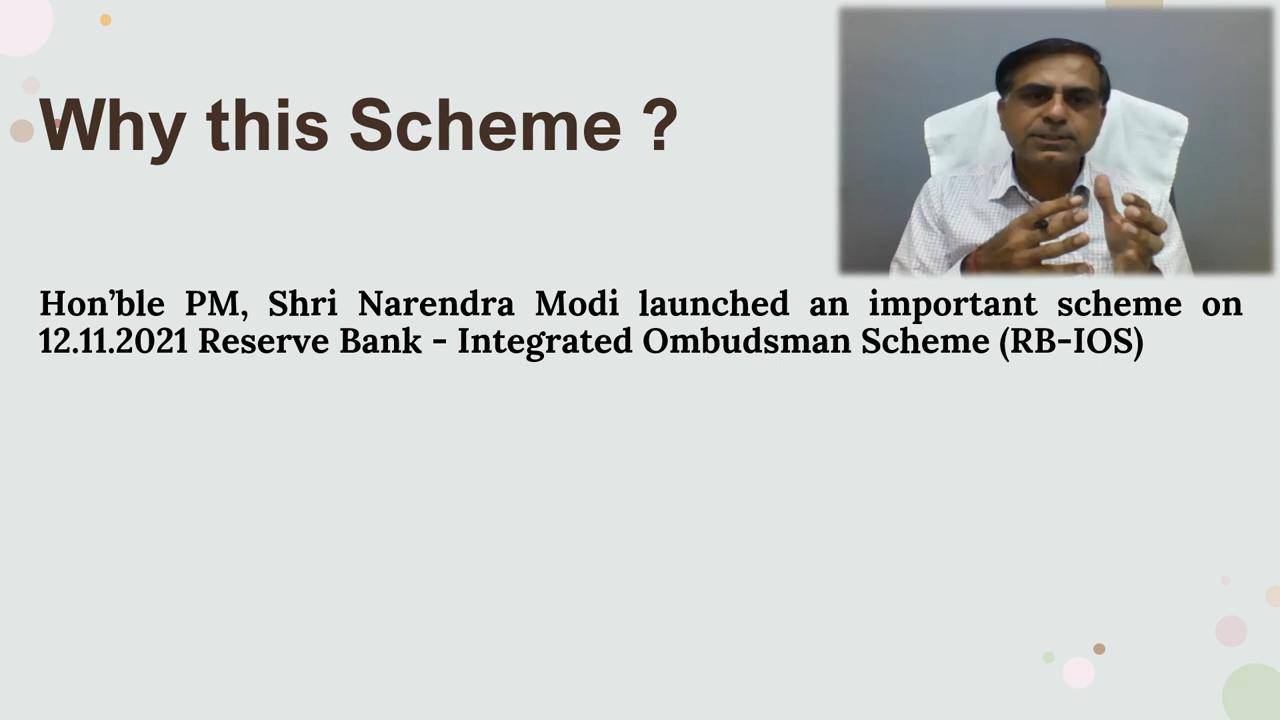 Why this Scheme ?
Hon’ble PM, Shri Narendra Modi launched an important scheme on
12.11.2021 Reserve Bank - Integrated Ombudsman Scheme (RB-IOS)